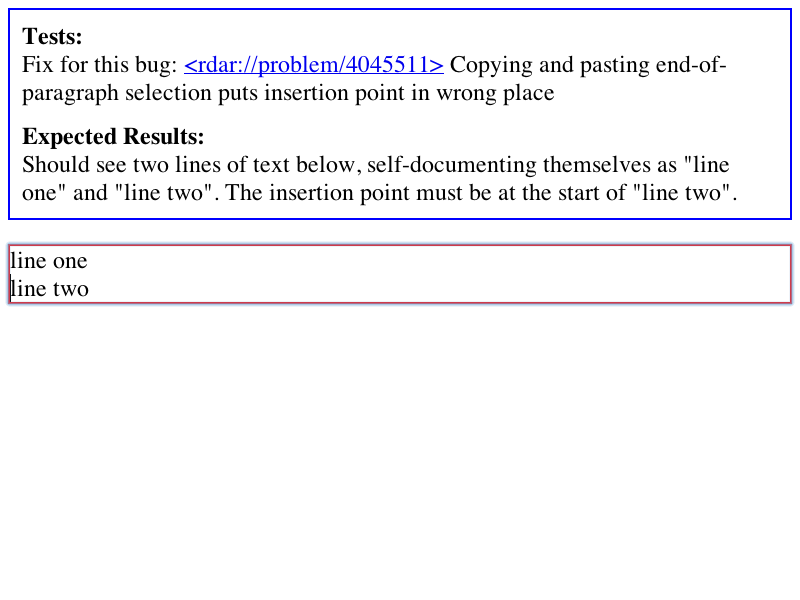 Tests:
Fix for this bug: <rdar://problem/4045511> Copying and pasting end-of-
paragraph selection puts insertion point in wrong place
Expected Results:
Should see two lines of text below, self-documenting themselves as "line
one" and "line two". The insertion point must be at the start of "line two".
line one
line two